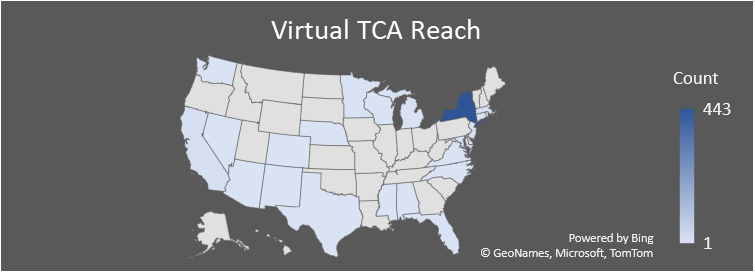 Virtual TCA Reach
Count
443
1
Powered by Bing
© GeoNames, Microsoft, TomTom